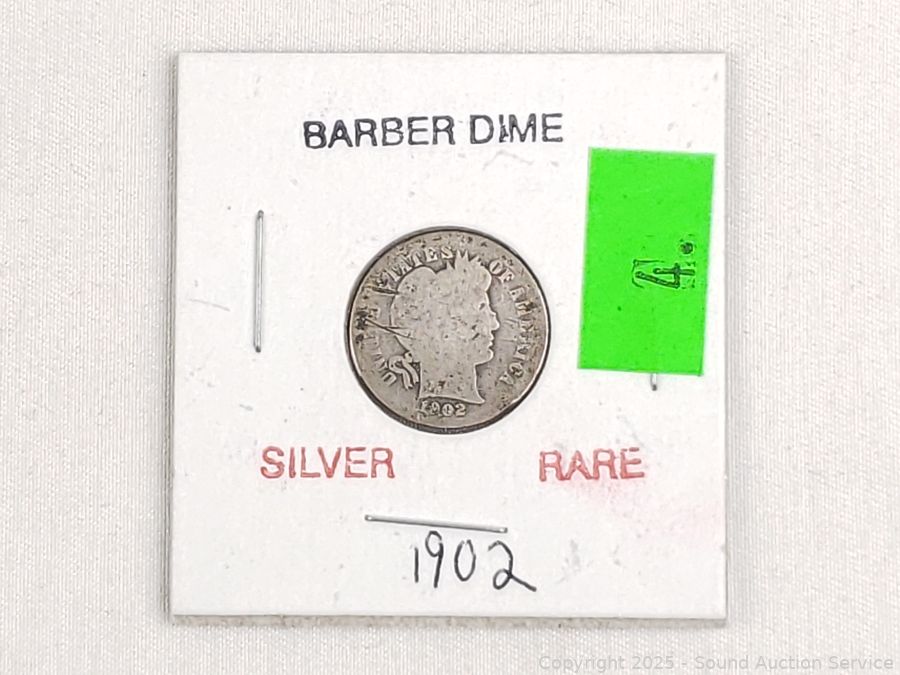 BARBER DIME
4.
UNITED STATES OF AMERICA
1902
SILVER RARE
1902
Copyright 2025 - Sound Auction Service